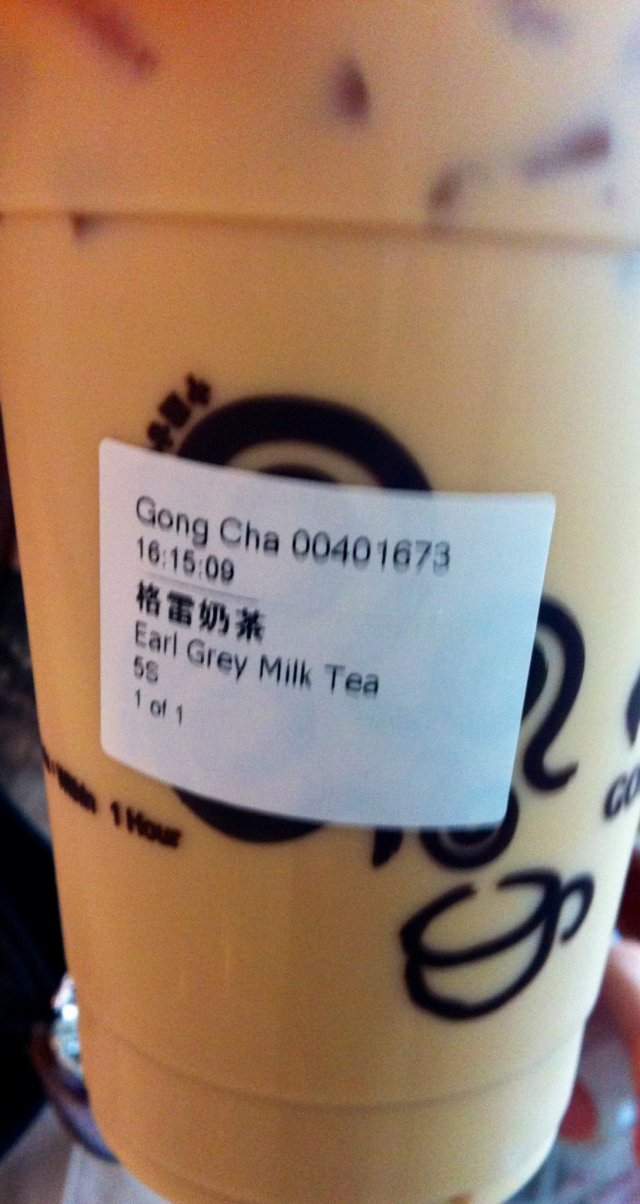 Gong Cha 00401673
16:15:09
格雷奶茶
Earl Grey Milk Tea
5S
1 of 1
Within 1 Hour